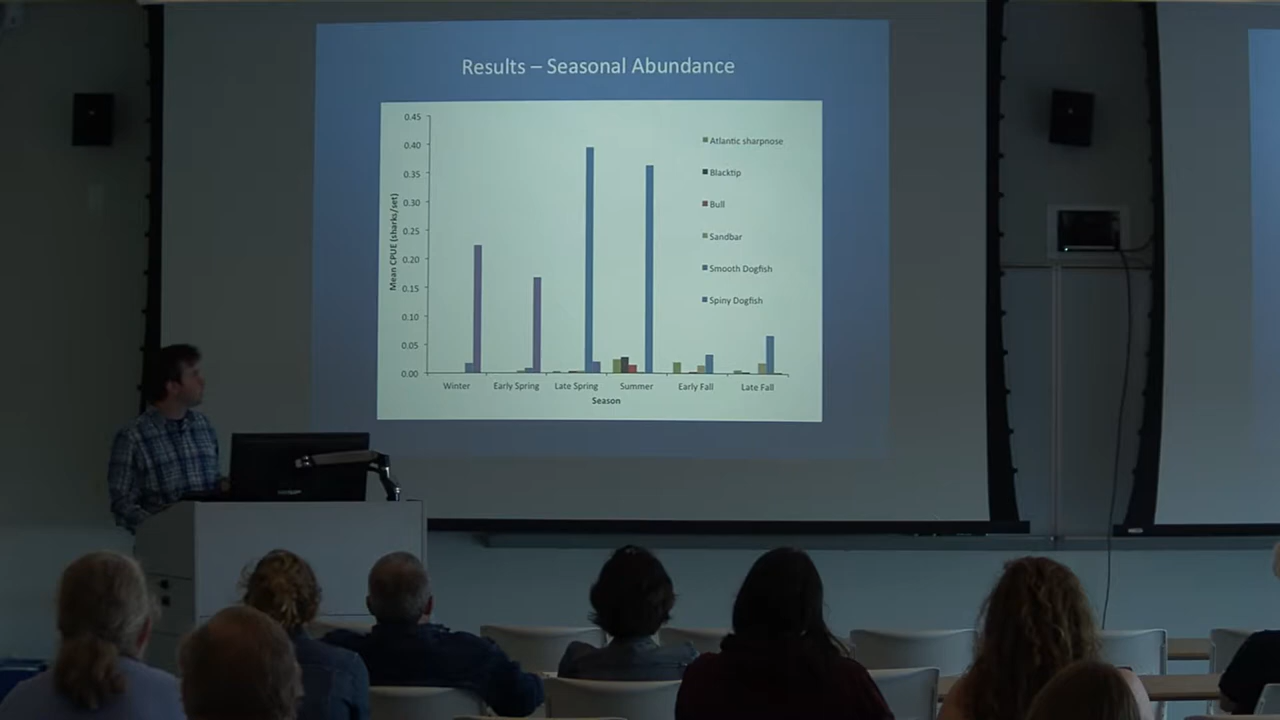 Results – Seasonal Abundance
0.45
0.40
0.35
0.30
0.25
0.20
0.15
0.10
0.05
0.00
Mean CPUE (sharks/set)
Atlantic sharpnose
Blacktip
Bull
Sandbar
Smooth Dogfish
Spiny Dogfish
Winter Early Spring Late Spring Summer Early Fall Late Fall
Season